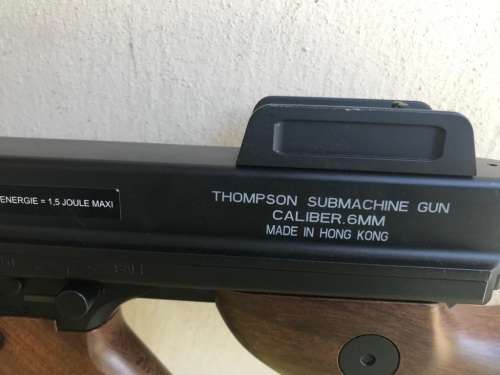 THOMPSON SUBMACHINE GUN
CALIBER.6MM
MADE IN HONG KONG
ENERGIE = 1,5 JOULE MAXI